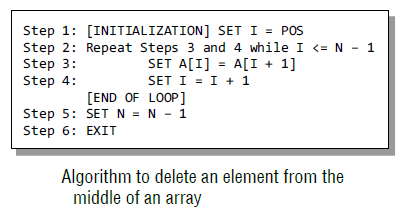 Step 1: [INITIALIZATION] SET I = POS
Step 2: Repeat Steps 3 and 4 while I <= N - 1
Step 3: SET A[I] = A[I + 1]
Step 4: SET I = I + 1
[END OF LOOP]
Step 5: SET N = N - 1
Step 6: EXIT
Algorithm to delete an element from the
middle of an array